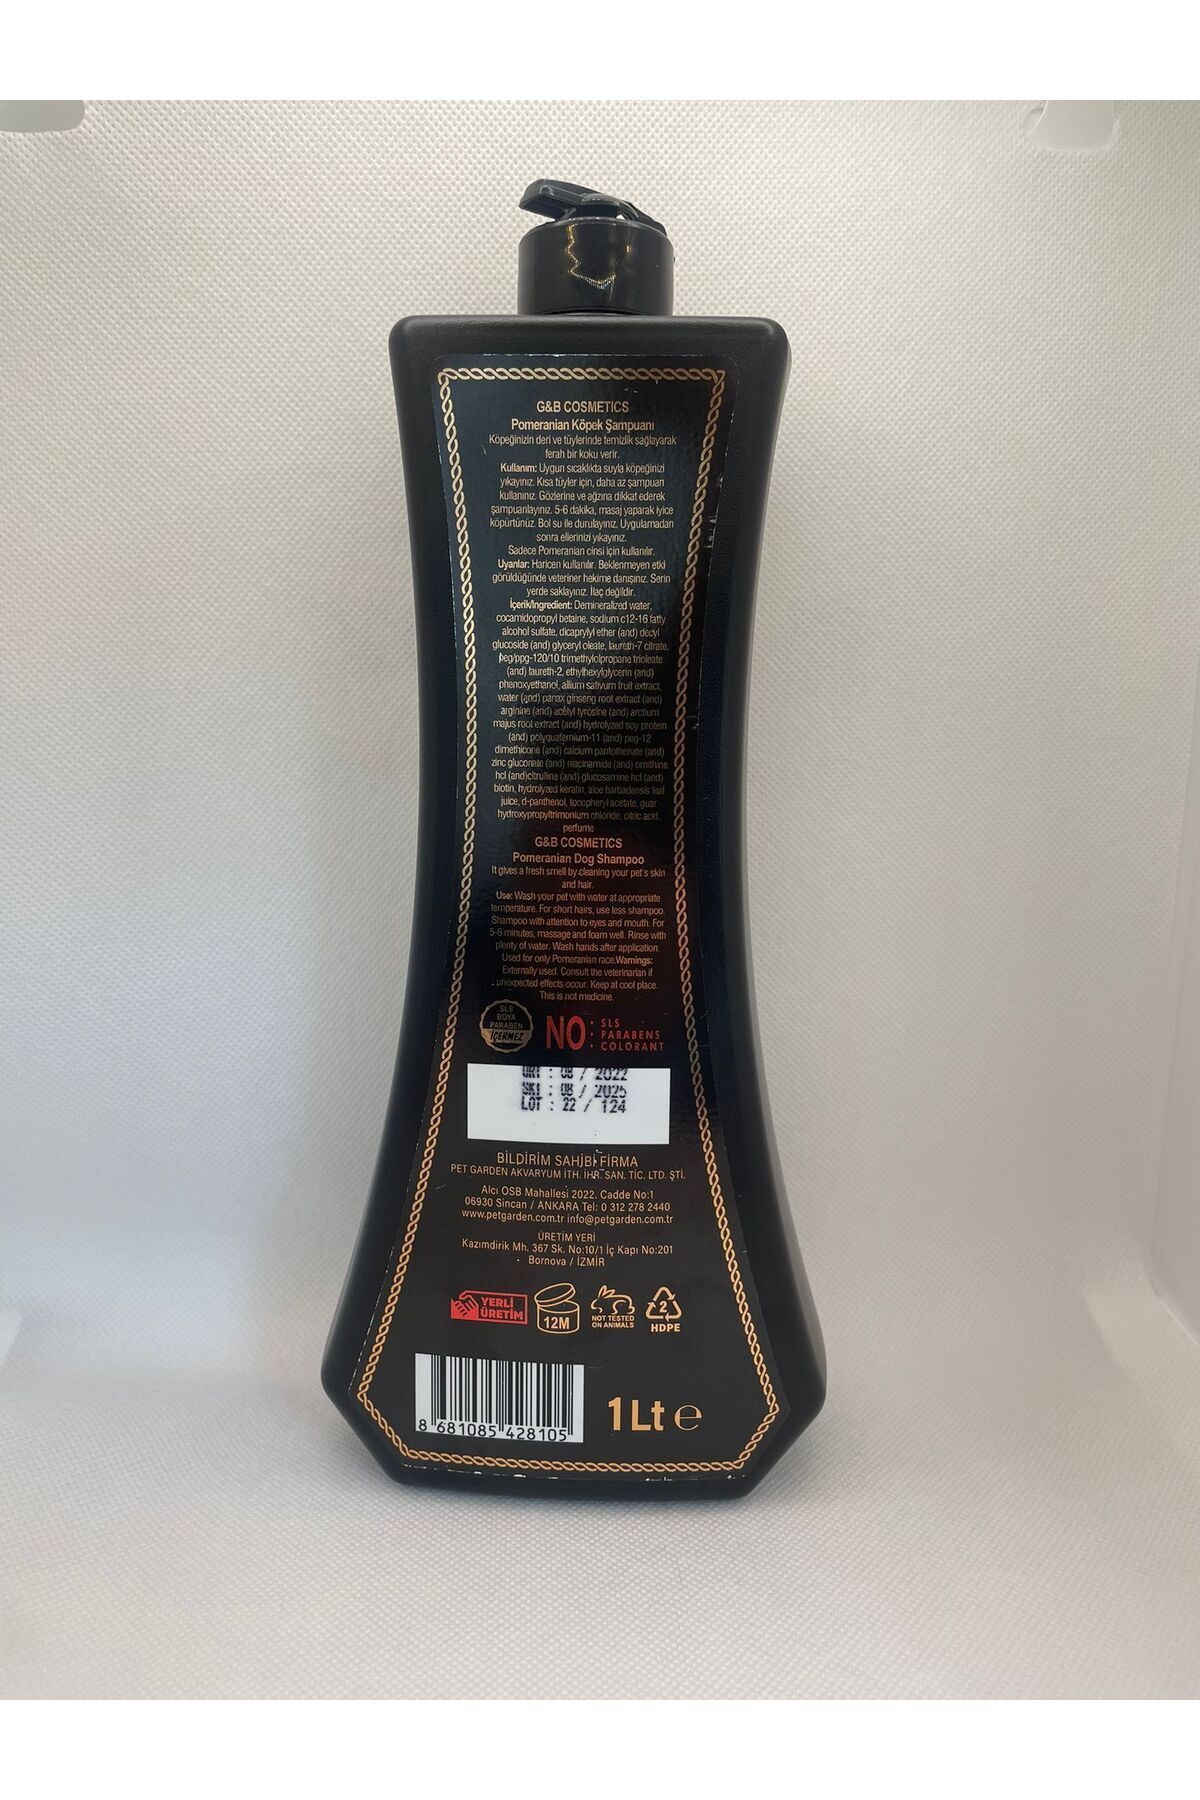 G&B COSMETICS
Pomeranian Köpek Şampuanı
Köpeğinizin deri ve tüylerinde temizlik sağlayarak
ferah bir koku verir.
Kullanım: Uygun sıcaklıkta suyla köpeğinizi
yıkayınız. Kısa tüyler için, daha az şampuan
kullanınız. Gözlerine ve ağzına dikkat ederek
şampuanlayınız. 5-6 dakika, masaj yaparak iyice
köpürtünüz. Bol su ile durulayınız. Uygulamadan
sonra ellerinizi yıkayınız.
Sadece Pomeranian cinsi için kullanılır.
Uyarılar: Haricen kullanılır. Beklenmeyen etki
görüldüğünde veteriner hekime danışınız. Serin
yerde saklayınız. İlaç değildir.
İçerik/Ingredient: Demineralized water,
cocamidopropyl betaine, sodium c12-16 fatty
alcohol sulfate, dicaprylyl ether (and) decyl
glucoside (and) glyceryl oleate, laureth-7 citrate,
peg/ppg-120/10 trimethylolpropane trioleate
(and) laureth-2, ethylhexylglycerin (and)
phenoxyethanol, allium sativum fruit extract,
water (and) panax ginseng root extract (and)
arginine (and) acetyl tyrosine (and) arctium
majus root extract (and) hydrolyzed soy protein
(and) polyquaternium-11 (and) peg-12
dimethicone (and) calcium pantothenate (and)
zinc gluconate (and) niacinamide (and) ornithine
hcl (and)citrulline (and) glucosamine hcl (and)
biotin, hydrolyzed keratin, aloe barbadensis leaf
juice, d-panthenol, tocopheryl acetate, guar
hydroxypropyltrimonium chloride, citric acid,
perfume
G&B COSMETICS
Pomeranian Dog Shampoo
It gives a fresh smell by cleaning your pet's skin
and hair.
Use: Wash your pet with water at appropriate
temperature. For short hairs, use less shampoo.
Shampoo with attention to eyes and mouth. For
5-6 minutes, massage and foam well. Rinse with
plenty of water. Wash hands after application.
Used for only Pomeranian race.Warnings:
Externally used. Consult the veterinarian if
unexpected effects occur. Keep at cool place.
This is not medicine.
SLS
BOYA
PARABEN
İÇERMEZ
NO: SLS
PARABENS
COLORANT
ÜRT : 08 / 2022
SKT : 08 / 2025
LOT : 22 / 124
BİLDİRİM SAHİBİ FİRMA
PET GARDEN AKVARYUM İTH. İHR. SAN. TİC. LTD. ŞTİ.
Alcı OSB Mahallesi 2022. Cadde No:1
06930 Sincan / ANKARA Tel: 0 312 278 2440
www.petgarden.com.tr info@petgarden.com.tr
ÜRETİM YERİ
Kazımdirik Mh. 367 Sk. No:10/1 İç Kapı No:201
Bornova / İZMİR
YERLİ
ÜRETİM
12M
NOT TESTED
ON ANIMALS
2
HDPE
8 681085 428105
1 Lt ℮